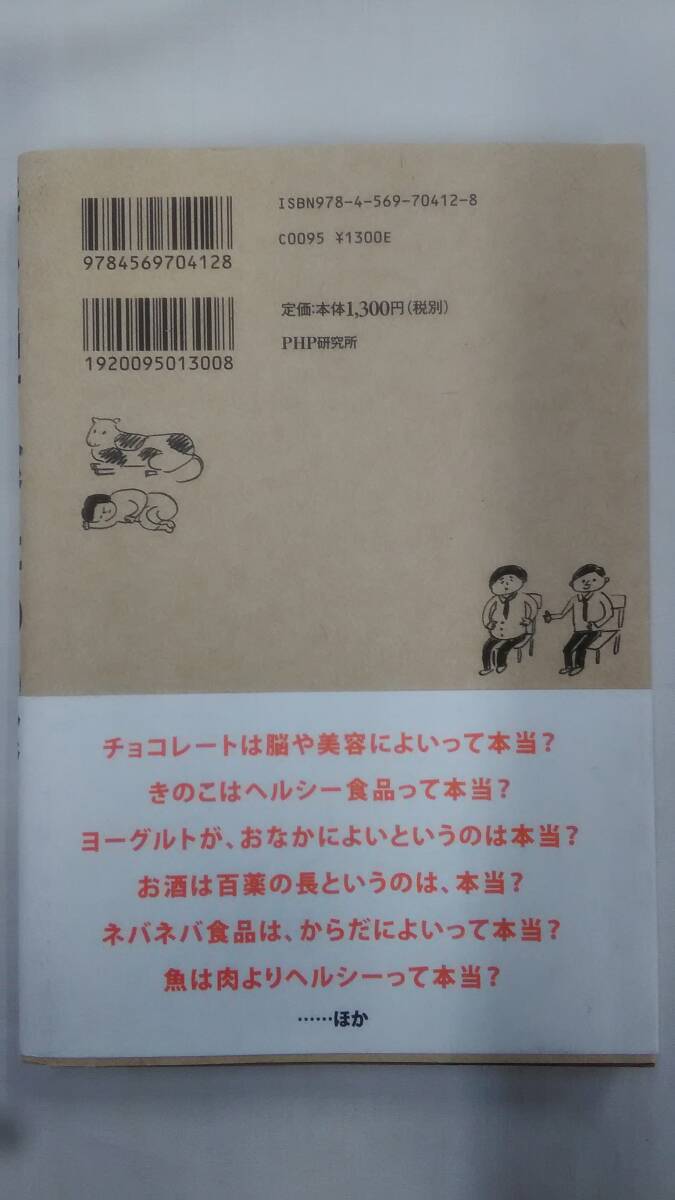 ISBN978-4-569-70412-8
C0095 ¥1300E
9784569704128
定価:本体1,300円(税別)
PHP研究所
1920095013008
チョコレートは脳や美容によいって本当?
きのこはヘルシー食品って本当?
ヨーグルトが、おなかによいというのは本当?
お酒は百薬の長というのは、本当?
ネバネバ食品は、からだによいって本当?
魚は肉よりヘルシーって本当?
……ほか